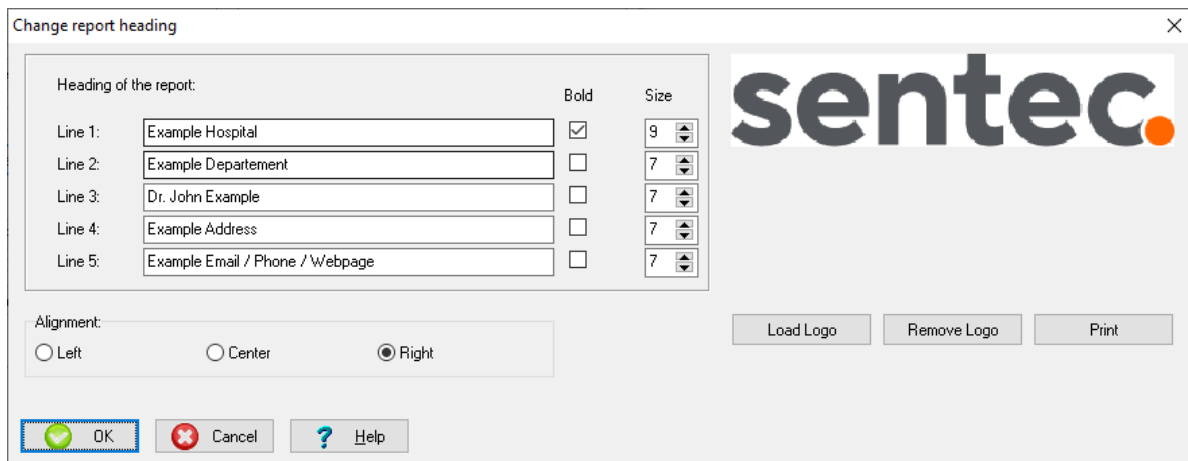 Change report heading
Heading of the report:
Bold
Size
Line 1:
Example Hospital
9
Line 2:
Example Departement
7
Line 3:
Dr. John Example
7
Line 4:
Example Address
7
Line 5:
Example Email / Phone / Webpage
7
sentec.
Alignment:
Left
Center
Right
Load Logo
Remove Logo
Print
OK
Cancel
? Help